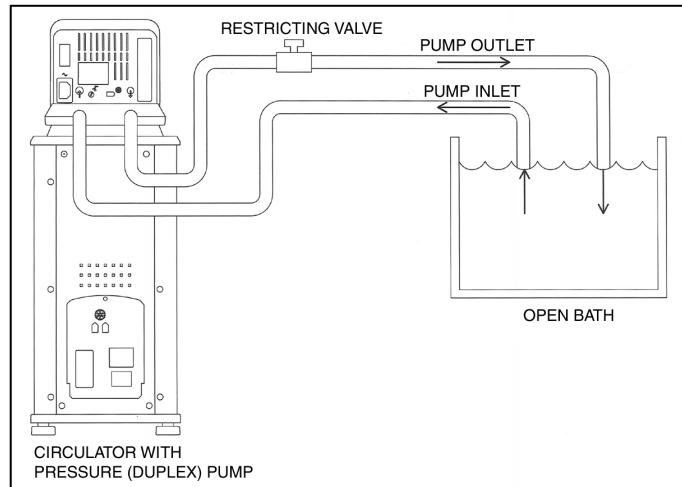 RESTRICTING VALVE
PUMP OUTLET
PUMP INLET
OPEN BATH
CIRCULATOR WITH
PRESSURE (DUPLEX) PUMP